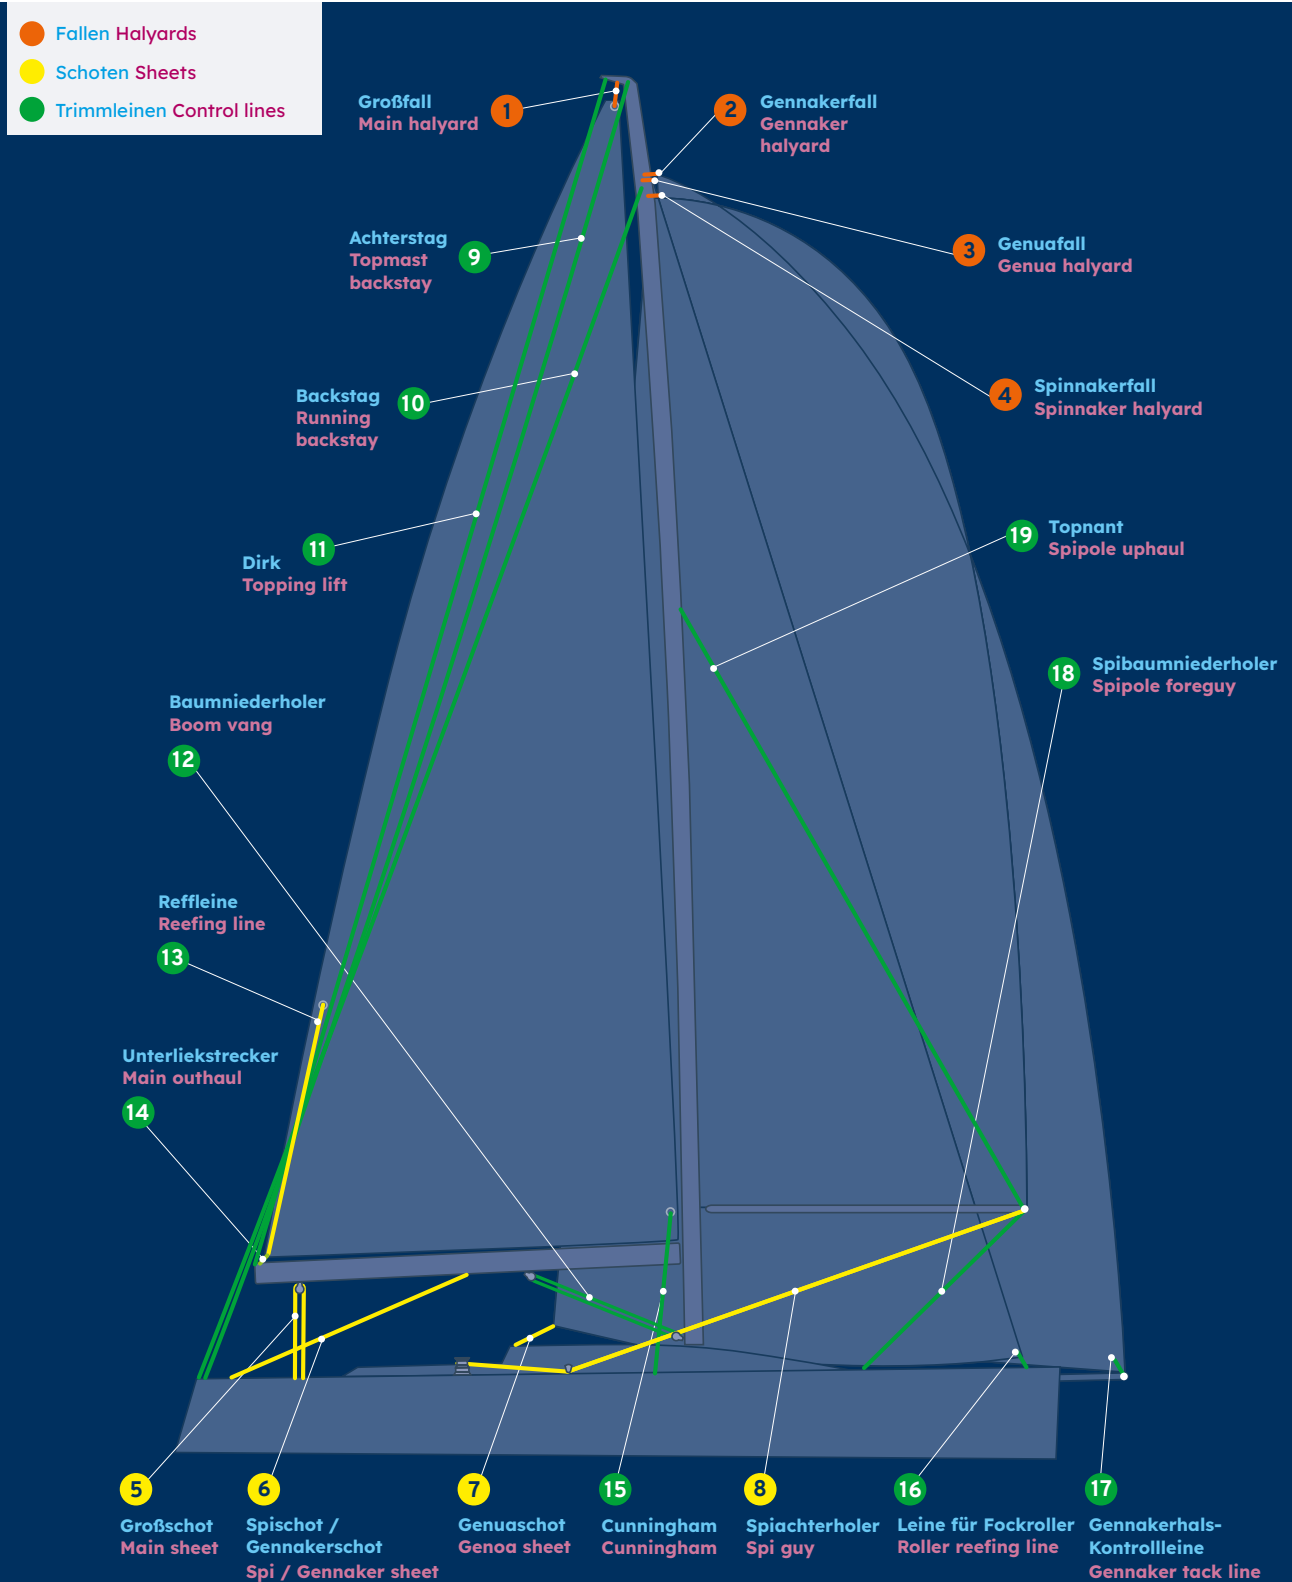 Fallen Halyards
Schoten Sheets
Trimmleinen Control lines
1
Großfall
Main halyard
2
Gennakerfall
Gennaker
halyard
3
Genuafall
Genua halyard
9
Achterstag
Topmast
backstay
4
Spinnakerfall
Spinnaker halyard
10
Backstag
Running
backstay
11
Dirk
Topping lift
19
Topnant
Spipole uphaul
18
Spibaumniederholer
Spipole foreguy
Baumniederholer
Boom vang
12
Reffleine
Reefing line
13
Unterliekstrecker
Main outhaul
14
5
Großschot
Main sheet
6
Spischot /
Gennakerschot
Spi / Gennaker sheet
7
Genuaschot
Genoa sheet
15
Cunningham
Cunningham
8
Spiachterholer
Spi guy
16
Leine für Fockroller
Roller reefing line
17
Gennakerhals-
Kontrollleine
Gennaker tack line